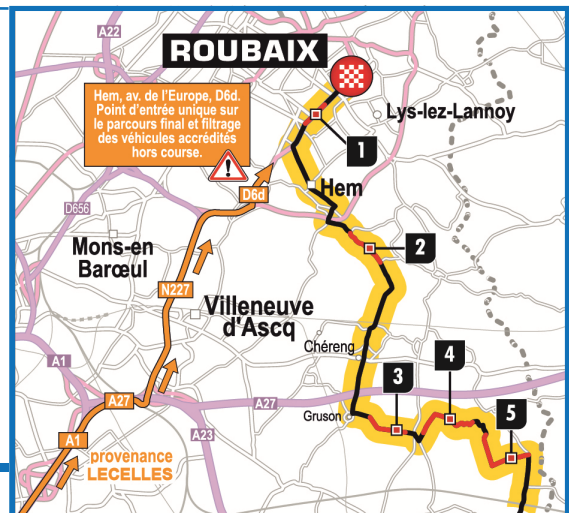 A22
ROUBAIX
Hem, av. de l'Europe, D6d.
Point d'entrée unique sur
le parcours final et filtrage
des véhicules accrédités
hors course.
Lys-lez-Lannoy
1
Hem
D6d
D656
2
Mons-en
Barœul
N227
Villeneuve
d'Ascq
Chéreng
A1
3
4
A27
A27
Gruson
5
A1
A23
provenance
LECELLES